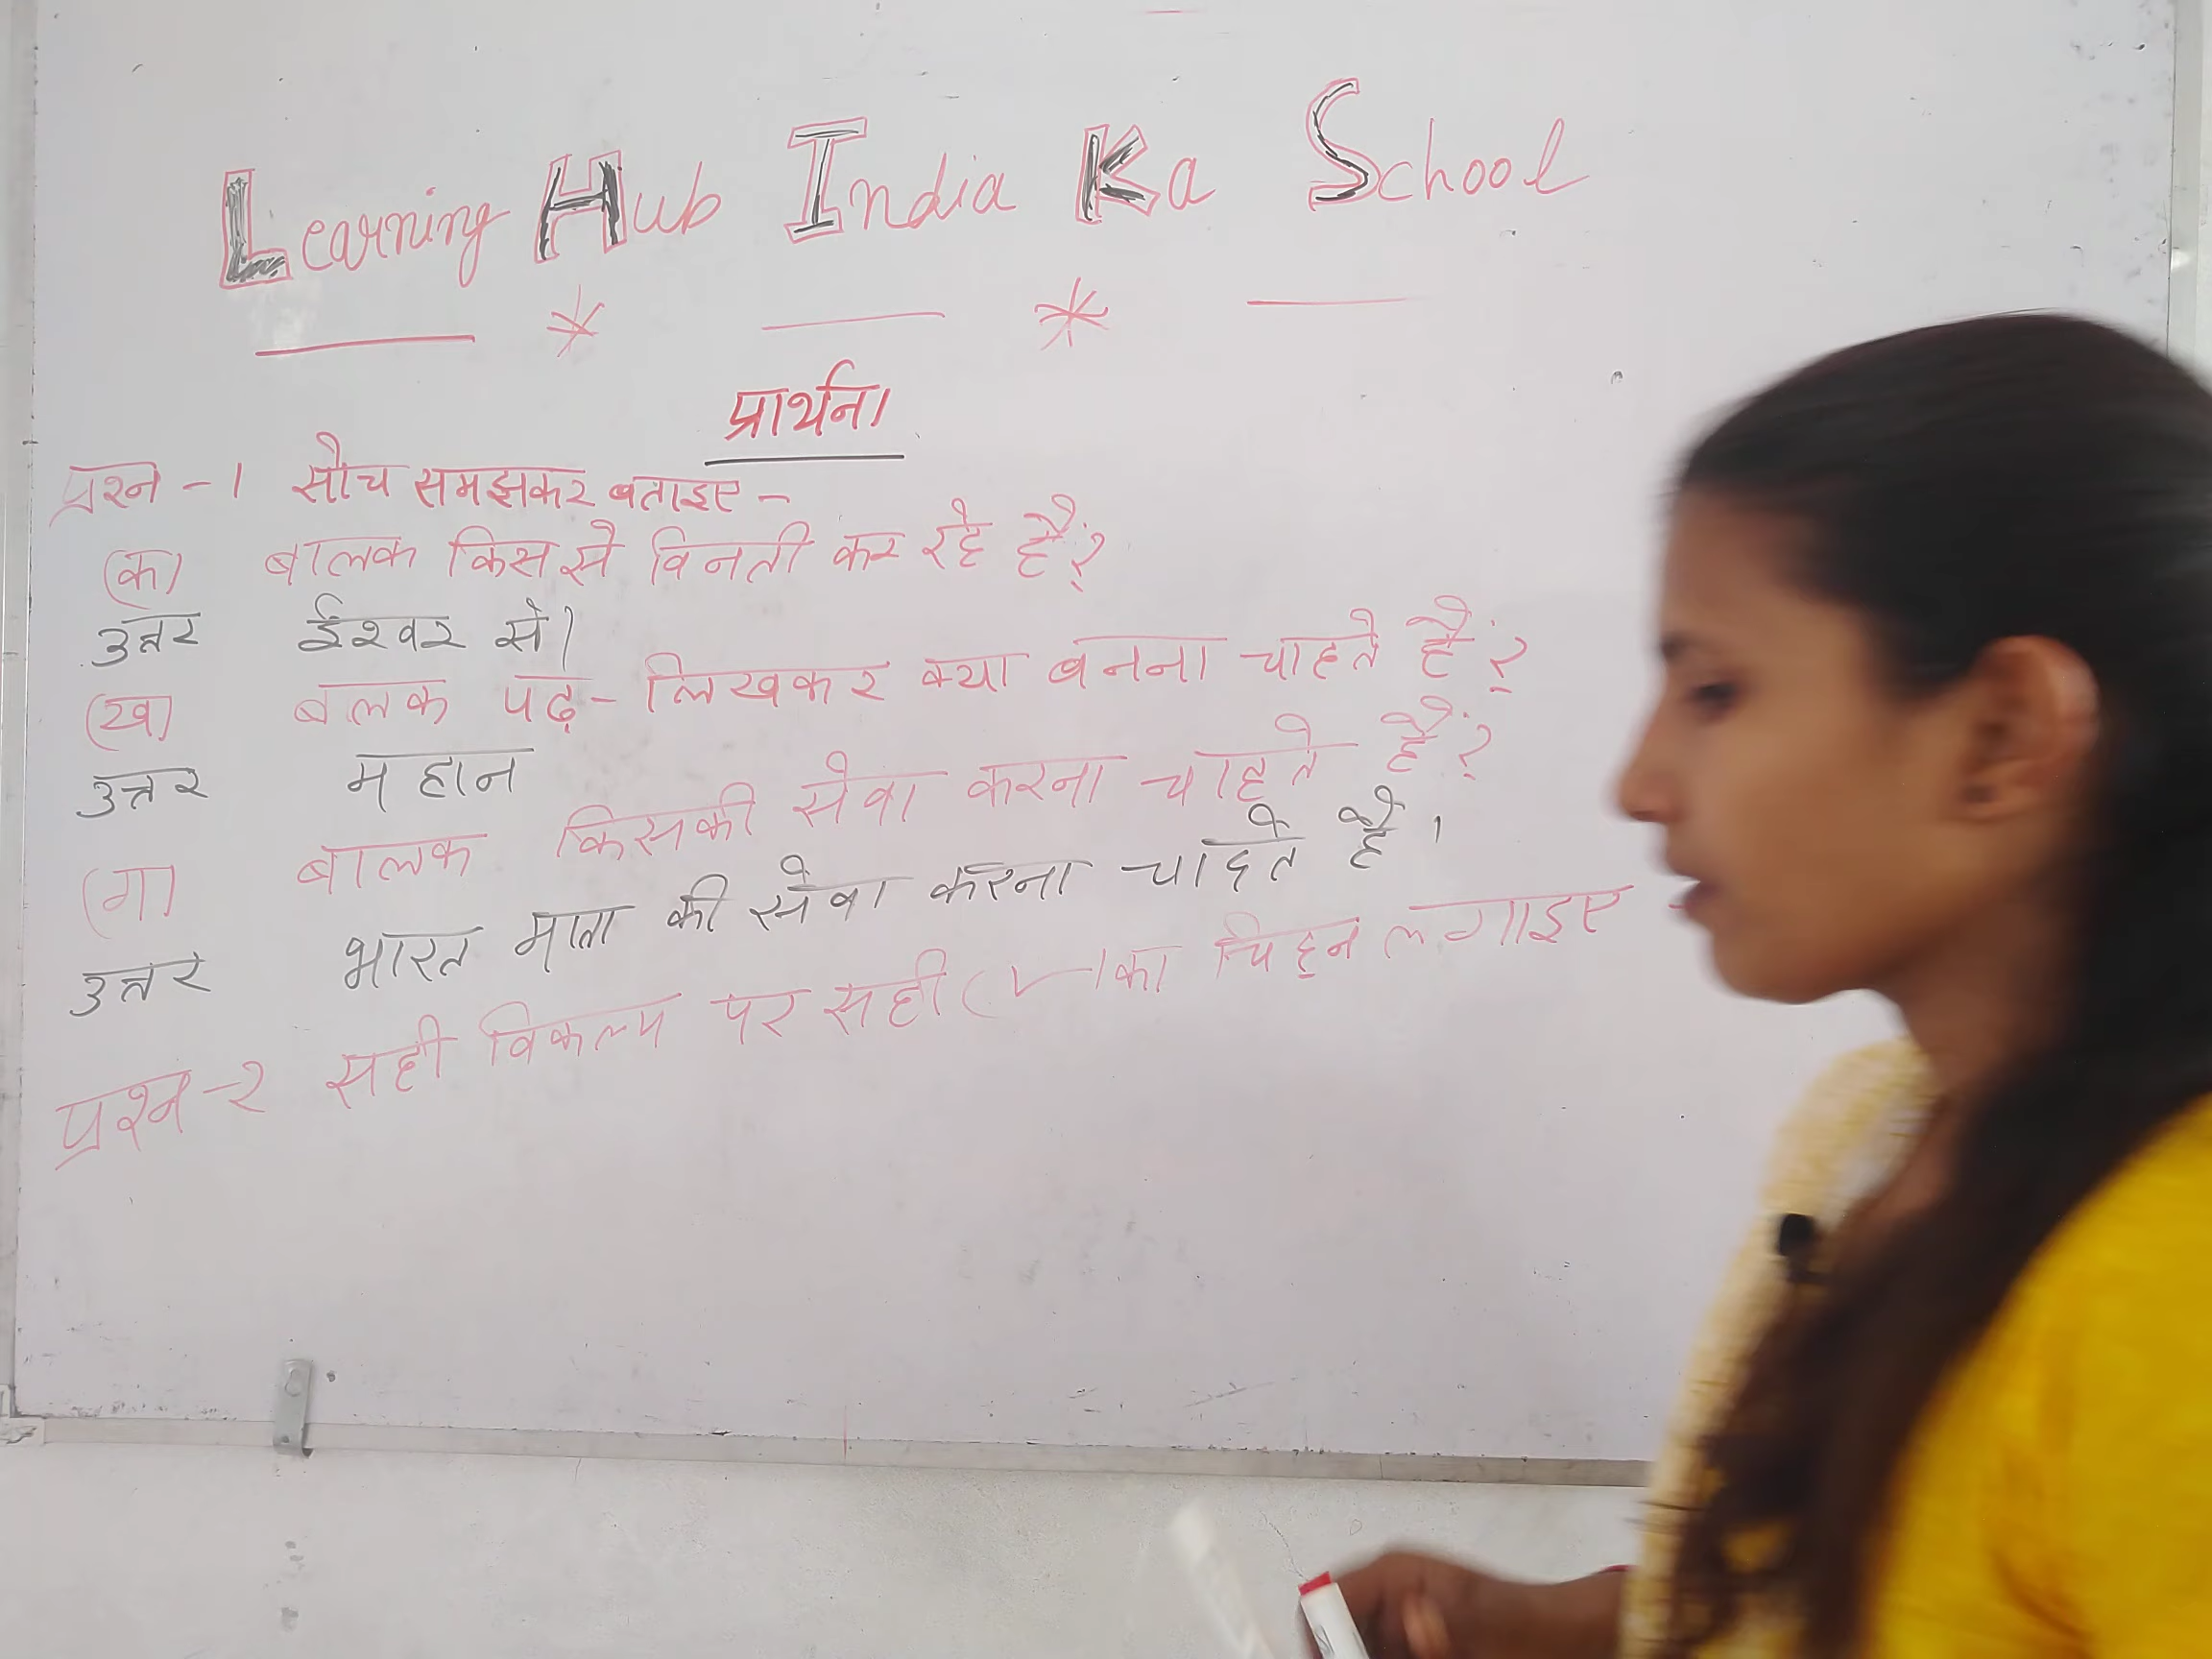 Learning Hub India Ka School
प्रार्थना
प्रश्न -1 सोच समझकर बताइए -
(क) बालक किससे विनती कर रहे हैं?
उत्तर ईश्वर से।
(ख) बालक पढ़-लिखकर क्या बनना चाहते हैं?
उत्तर महान
(ग) बालक किसकी सेवा करना चाहते हैं?
उत्तर भारत माता की सेवा करना चाहते है।
प्रश्न-२ सही विकल्प पर सही (✓) का चिह्न लगाइए -